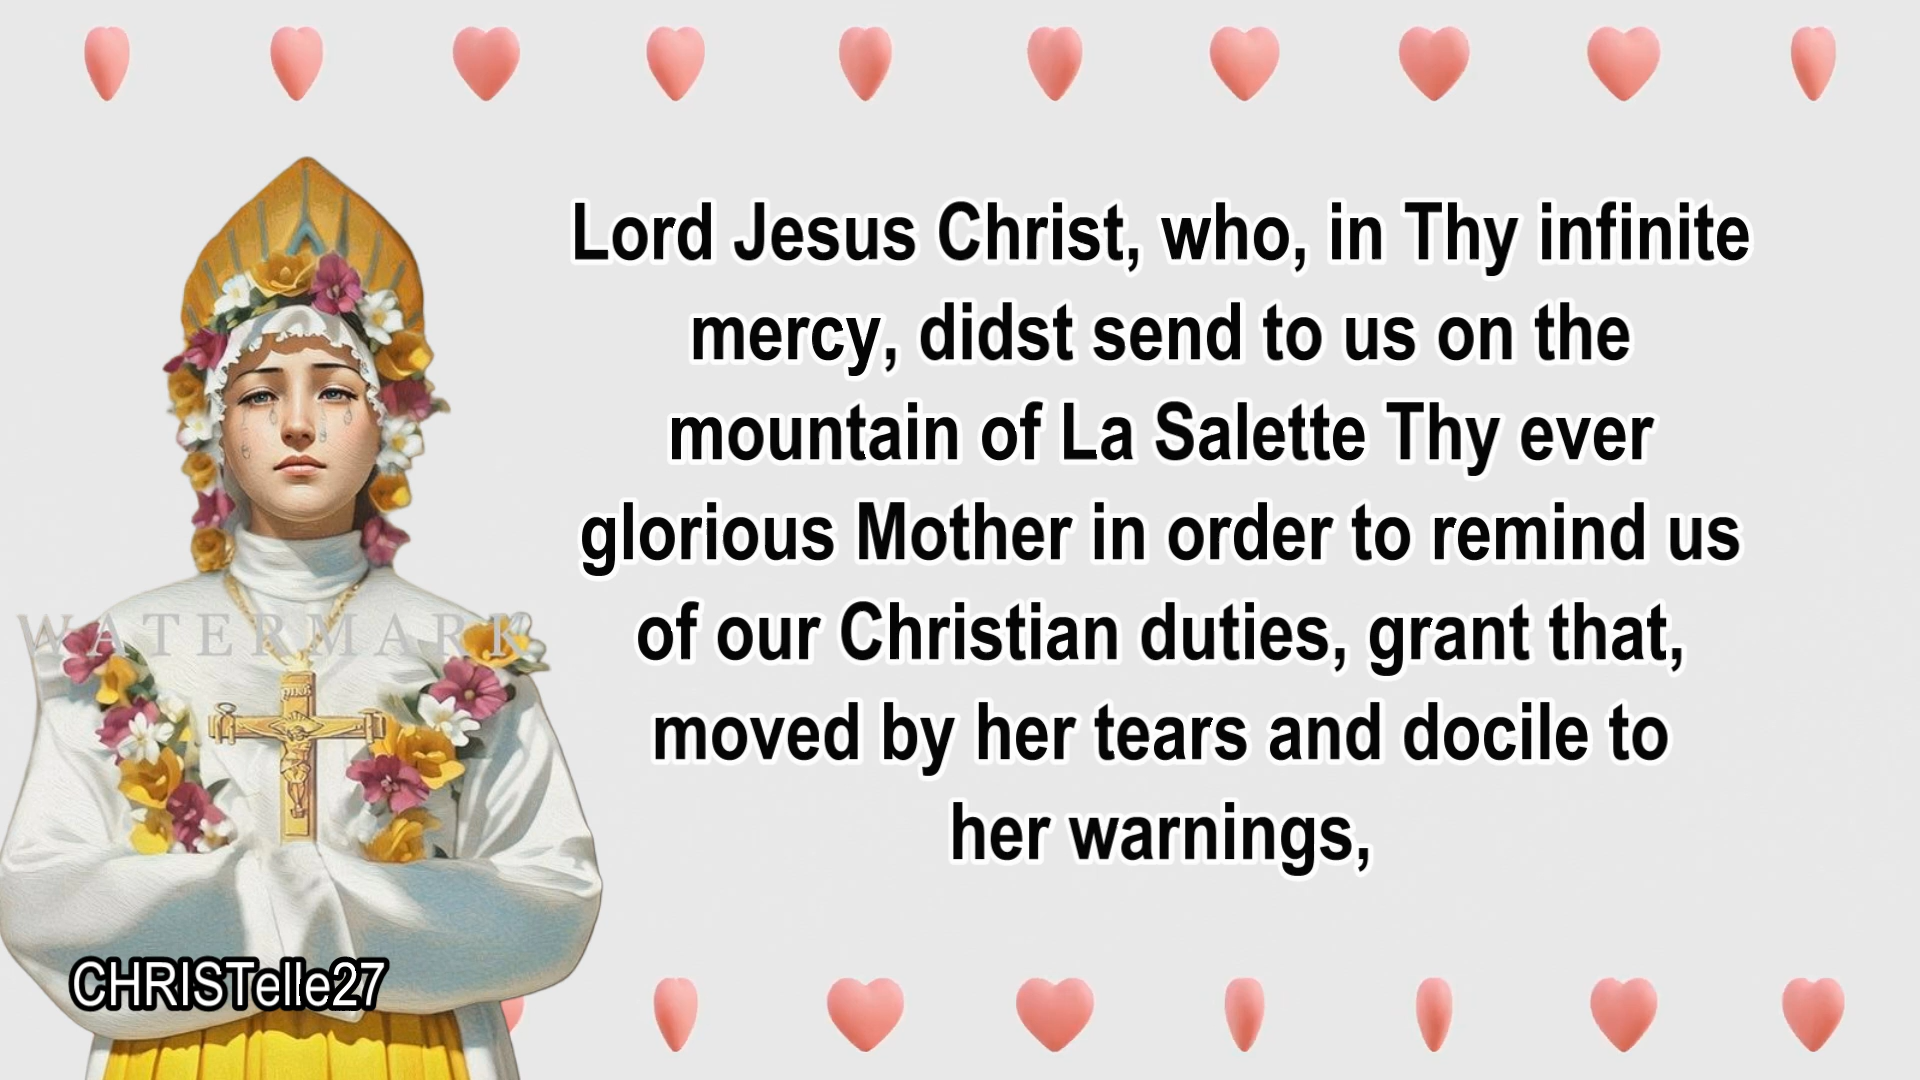 Lord Jesus Christ, who, in Thy infinite
mercy, didst send to us on the
mountain of La Salette Thy ever
glorious Mother in order to remind us
of our Christian duties, grant that,
moved by her tears and docile to
her warnings,
WATERMARK
CHRISTelle27